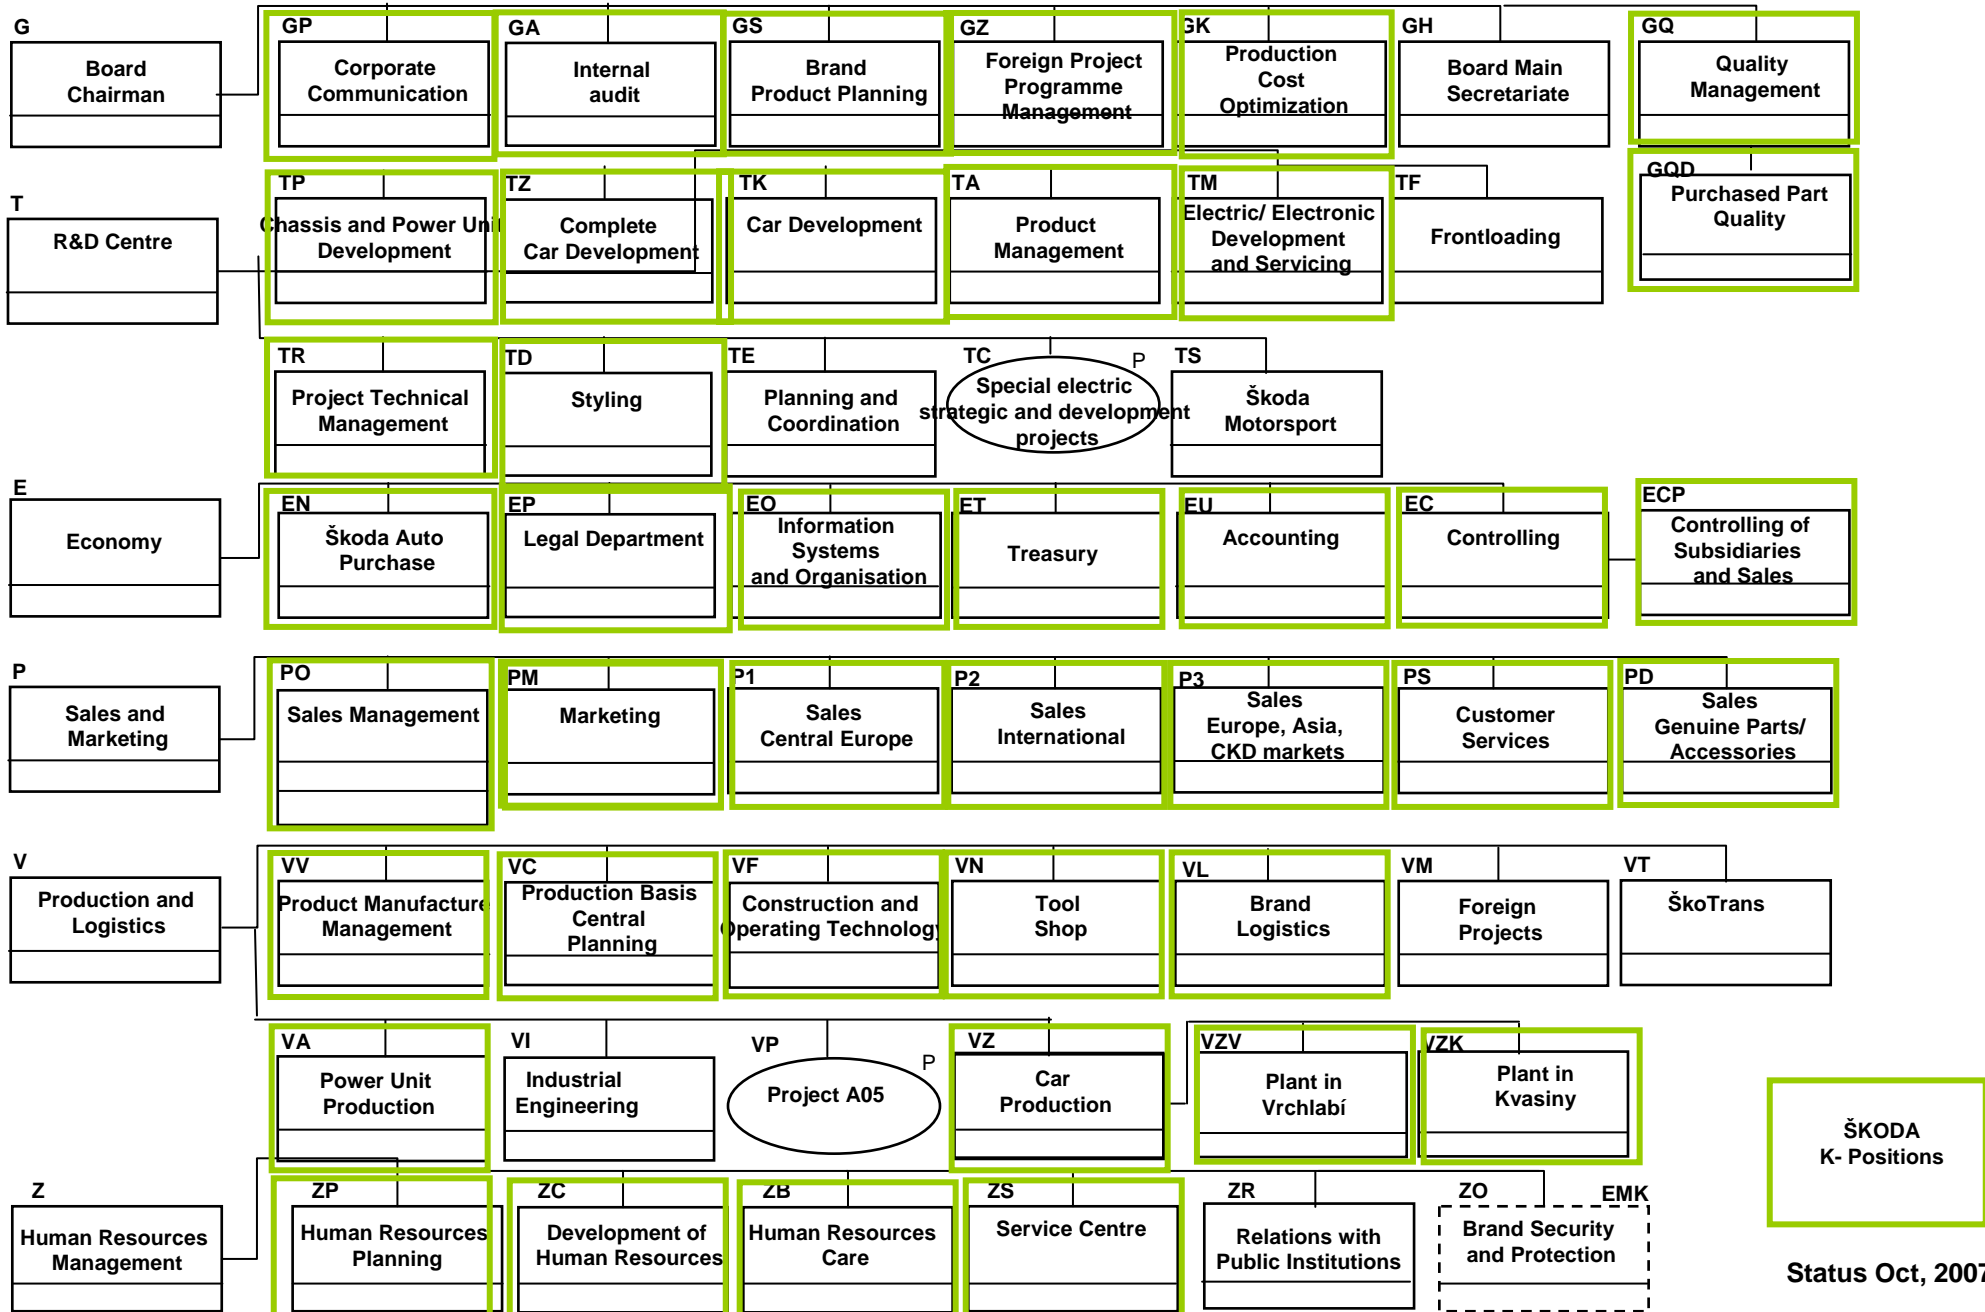 G
Board
Chairman
GP
Corporate
Communication
GA
Internal
audit
GS
Brand
Product Planning
GZ
Foreign Project
Programme
Management
GK
Production
Cost
Optimization
GH
Board Main
Secretariate
GQ
Quality
Management
GQD
Purchased Part
Quality
T
R&D Centre
TP
Chassis and Power Unit
Development
TZ
Complete
Car Development
TK
Car Development
TA
Product
Management
TM
Electric/ Electronic
Development
and Servicing
TF
Frontloading
TR
Project Technical
Management
TD
Styling
TE
Planning and
Coordination
TC
P
Special electric
strategic and development
projects
TS
Škoda
Motorsport
E
Economy
EN
Škoda Auto
Purchase
EP
Legal Department
EO
Information
Systems
and Organisation
ET
Treasury
EU
Accounting
EC
Controlling
ECP
Controlling of
Subsidiaries
and Sales
P
Sales and
Marketing
PO
Sales Management
PM
Marketing
P1
Sales
Central Europe
P2
Sales
International
P3
Sales
Europe, Asia,
CKD markets
PS
Customer
Services
PD
Sales
Genuine Parts/
Accessories
V
Production and
Logistics
VV
Product Manufacture
Management
VC
Production Basis
Central
Planning
VF
Construction and
Operating Technology
VN
Tool
Shop
VL
Brand
Logistics
VM
Foreign
Projects
VT
ŠkoTrans
VA
Power Unit
Production
VI
Industrial
Engineering
VP
P
Project A05
VZ
Car
Production
VZV
Plant in
Vrchlabí
VZK
Plant in
Kvasiny
ŠKODA
K- Positions
Z
Human Resources
Management
ZP
Human Resources
Planning
ZC
Development of
Human Resources
ZB
Human Resources
Care
ZS
Service Centre
ZR
Relations with
Public Institutions
ZO
EMK
Brand Security
and Protection
Status Oct, 2007